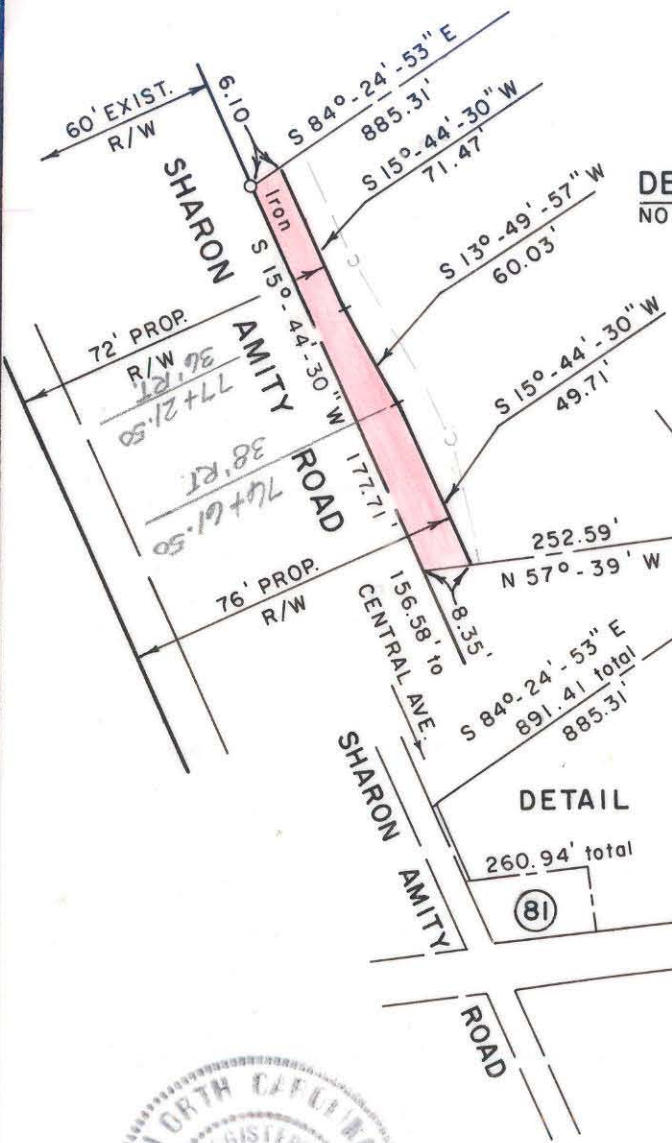 60' EXIST.
R/W
6.10
S 84°-24'-53" E
885.31'
S 15°-44'-30" W
71.47'
DE
NO
S 13°-49'-57" W
60.03'
S 15°-44'-30" W
49.71'
SHARON AMITY ROAD
Iron
S 15°-44'-30" W 177.71'
72' PROP.
R/W
77+21.50
36' RT.
76+61.50
38' RT.
76' PROP.
R/W
252.59'
N 57°-39' W
8.35'
156.58' to
CENTRAL AVE.
C
C
S 84°-24'-53" E
891.41 total
885.31'
DETAIL
260.94' total
81
SHARON AMITY
ROAD
NORTH CAROLINA
REGISTERED